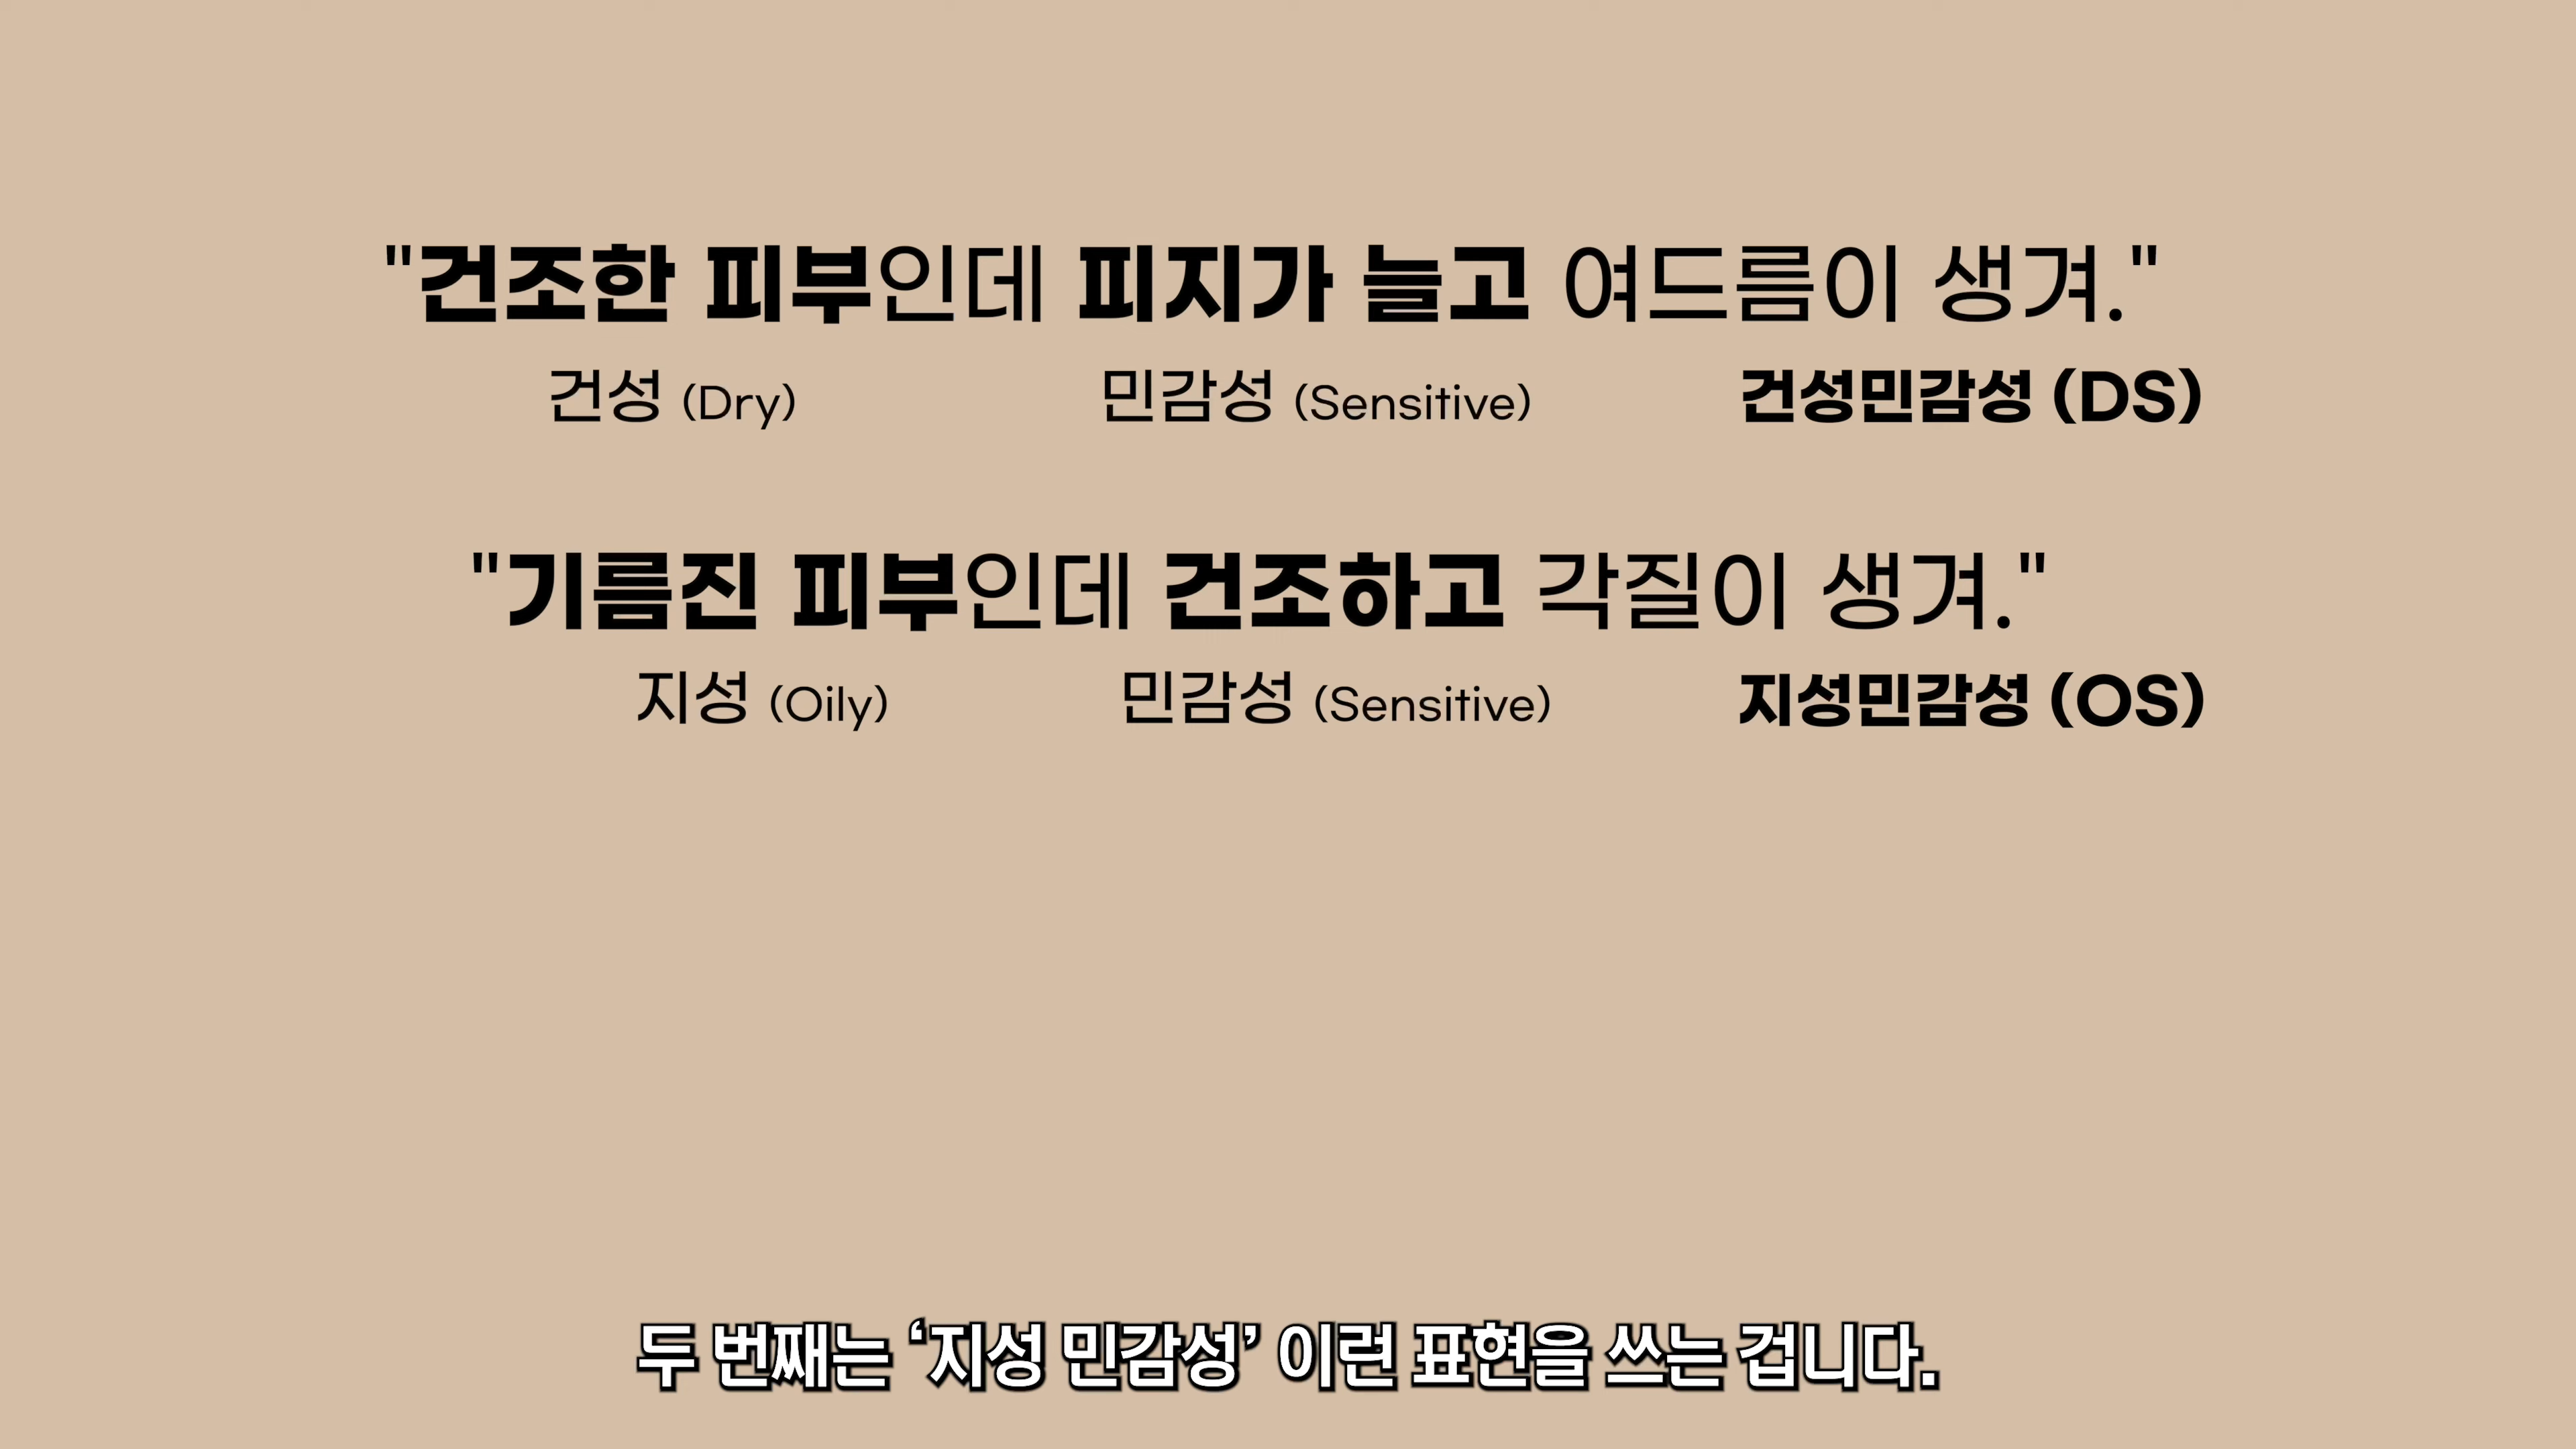 "건조한 피부인데 피지가 늘고 여드름이 생겨."
건성 (Dry) 민감성 (Sensitive) 건성민감성 (DS)
"기름진 피부인데 건조하고 각질이 생겨."
지성 (Oily) 민감성 (Sensitive) 지성민감성 (OS)
두 번째는 ‘지성 민감성’ 이런 표현을 쓰는 겁니다.